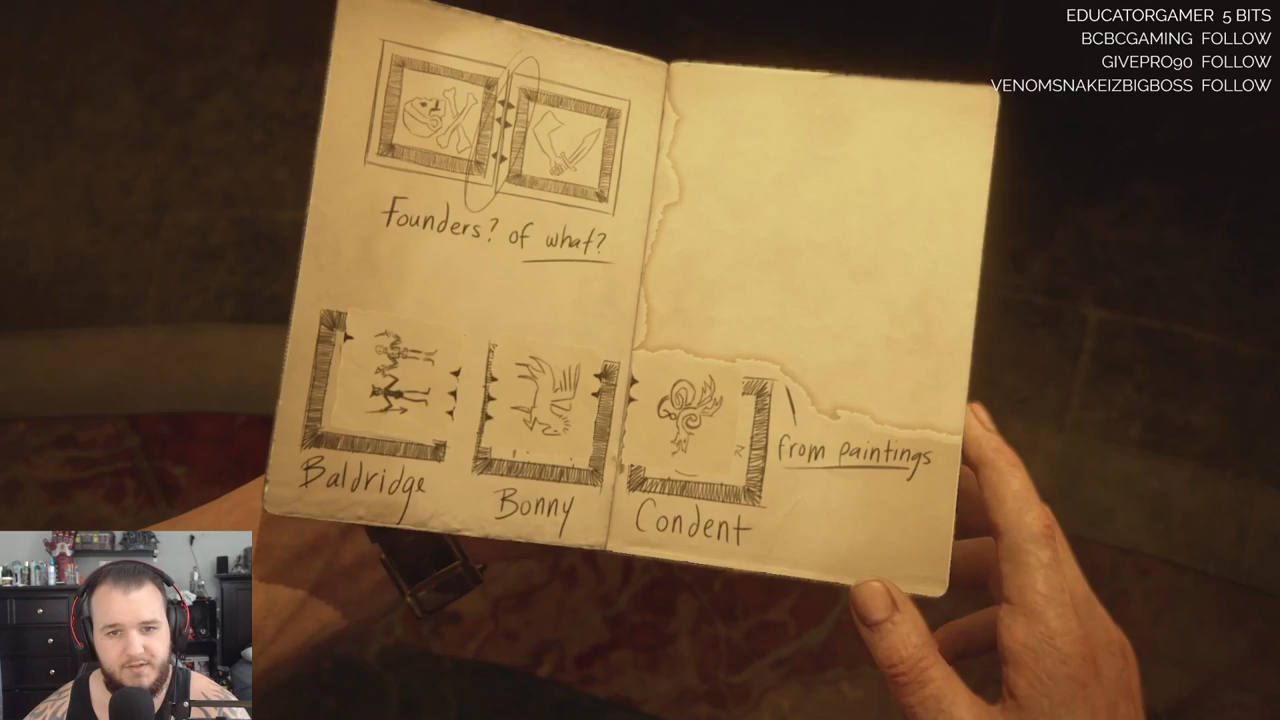 EDUCATORGAMER 5 BITS
BCBCGAMING FOLLOW
GIVEPRO90 FOLLOW
VENOMSNAKEIZBIGBOSS FOLLOW
Founders? of what?
from paintings
Baldridge
Bonny
Condent